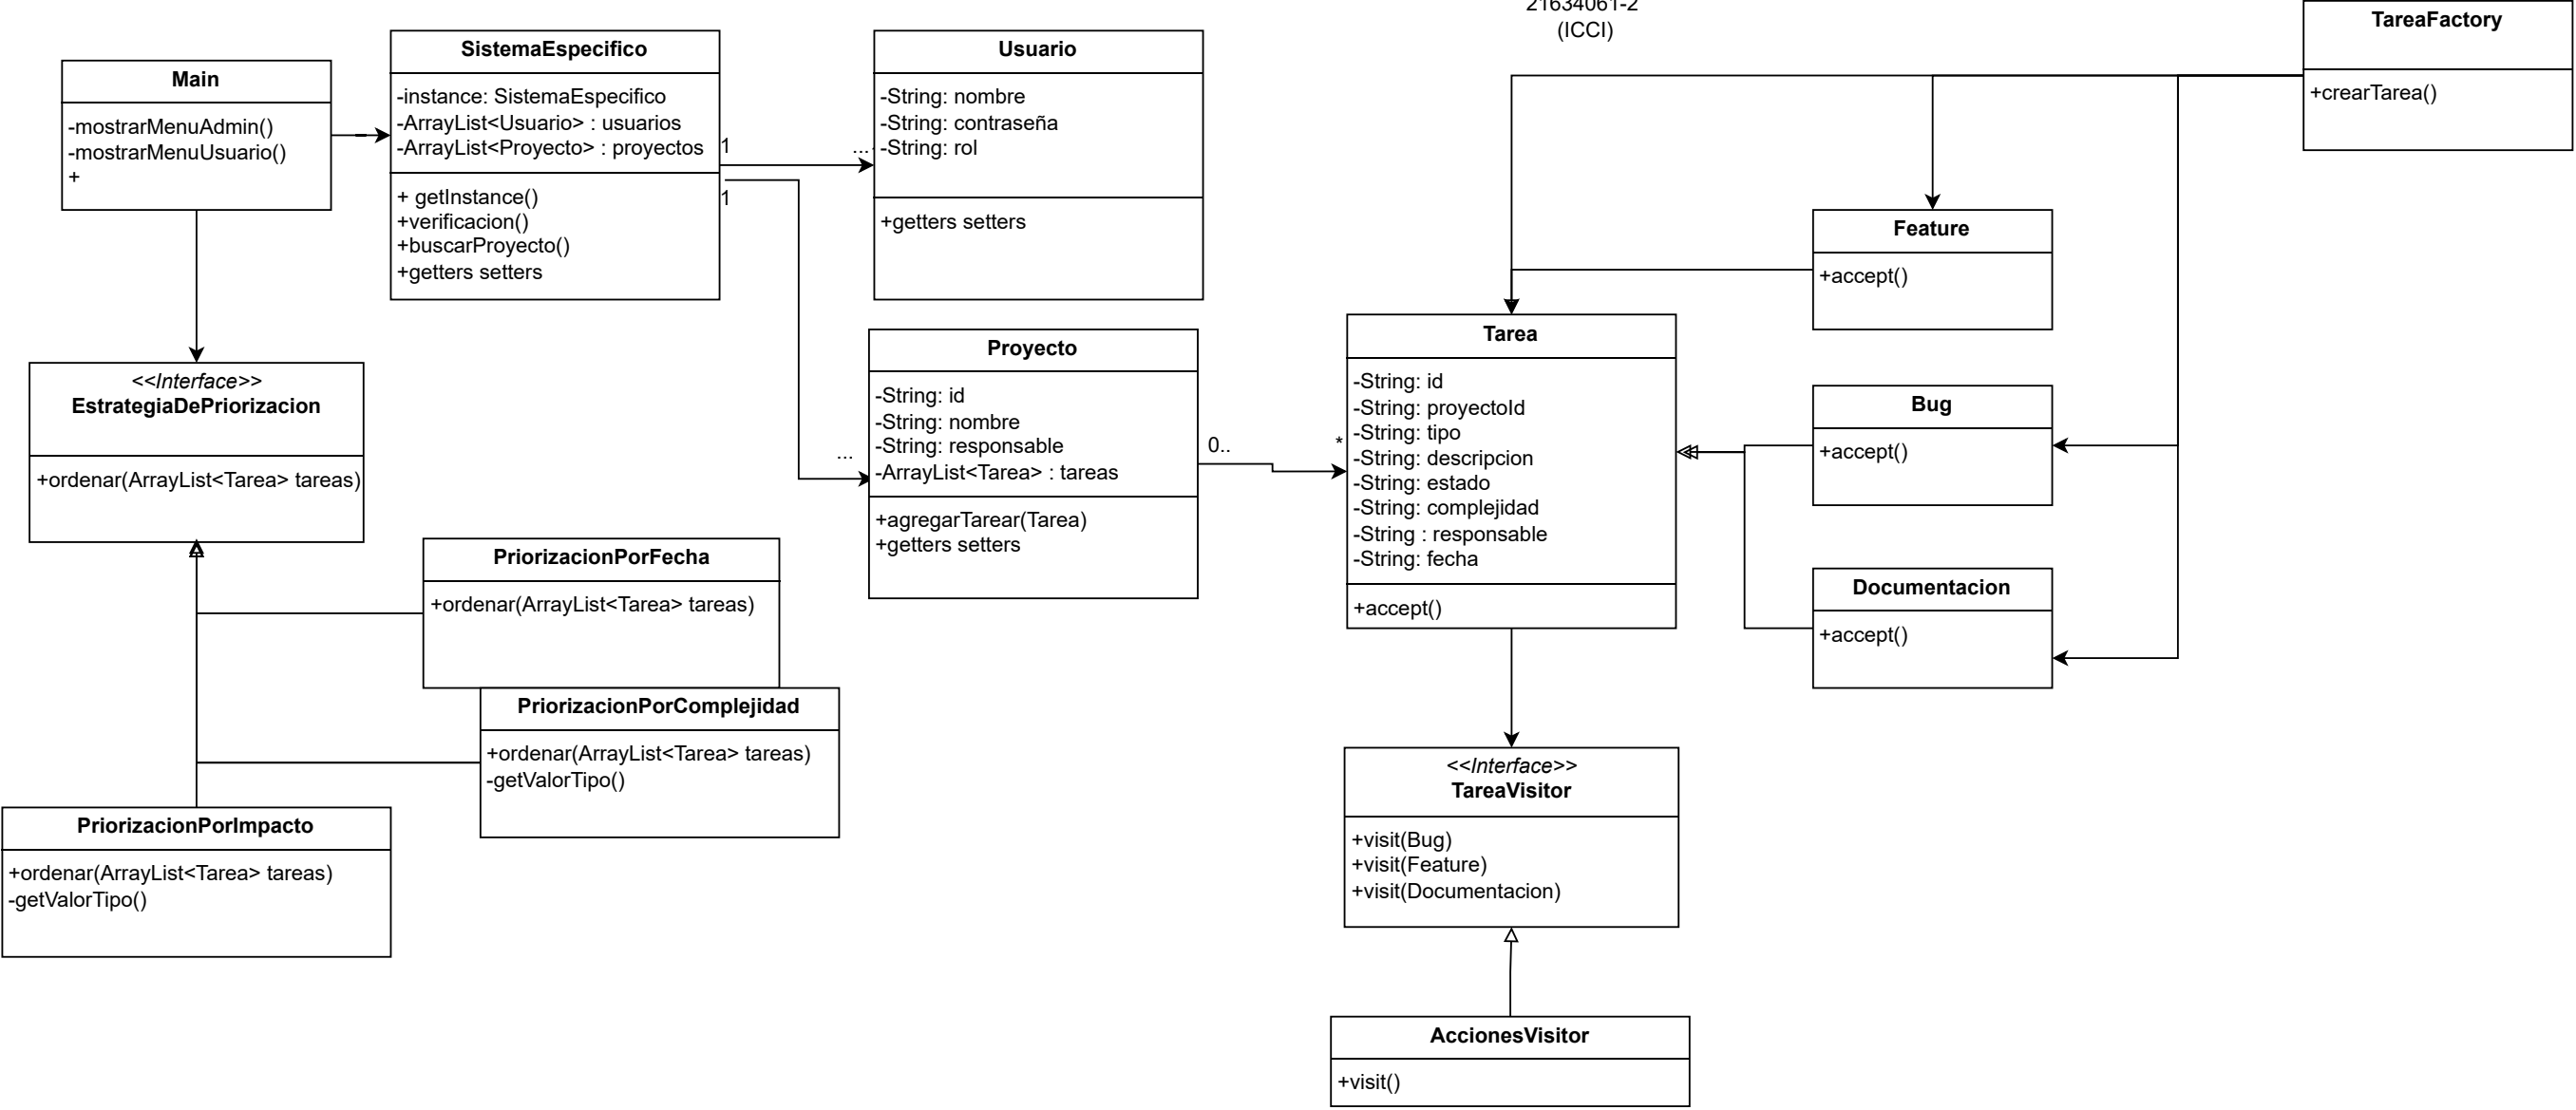 21634061-2
(ICCI)
TareaFactory
+crearTarea()
Main
-mostrarMenuAdmin()
-mostrarMenuUsuario()
+
SistemaEspecifico
-instance: SistemaEspecifico
-ArrayList<Usuario> : usuarios
-ArrayList<Proyecto> : proyectos
+ getInstance()
+verificacion()
+buscarProyecto()
+getters setters
1
...
1
...
Usuario
-String: nombre
-String: contraseña
-String: rol
+getters setters
Feature
+accept()
<<Interface>>
EstrategiaDePriorizacion
+ordenar(ArrayList<Tarea> tareas)
Proyecto
-String: id
-String: nombre
-String: responsable
-ArrayList<Tarea> : tareas
+agregarTarear(Tarea)
+getters setters
0..
*
Tarea
-String: id
-String: proyectoId
-String: tipo
-String: descripcion
-String: estado
-String: complejidad
-String : responsable
-String: fecha
+accept()
Bug
+accept()
Documentacion
+accept()
PriorizacionPorFecha
+ordenar(ArrayList<Tarea> tareas)
PriorizacionPorComplejidad
+ordenar(ArrayList<Tarea> tareas)
-getValorTipo()
PriorizacionPorImpacto
+ordenar(ArrayList<Tarea> tareas)
-getValorTipo()
<<Interface>>
TareaVisitor
+visit(Bug)
+visit(Feature)
+visit(Documentacion)
AccionesVisitor
+visit()